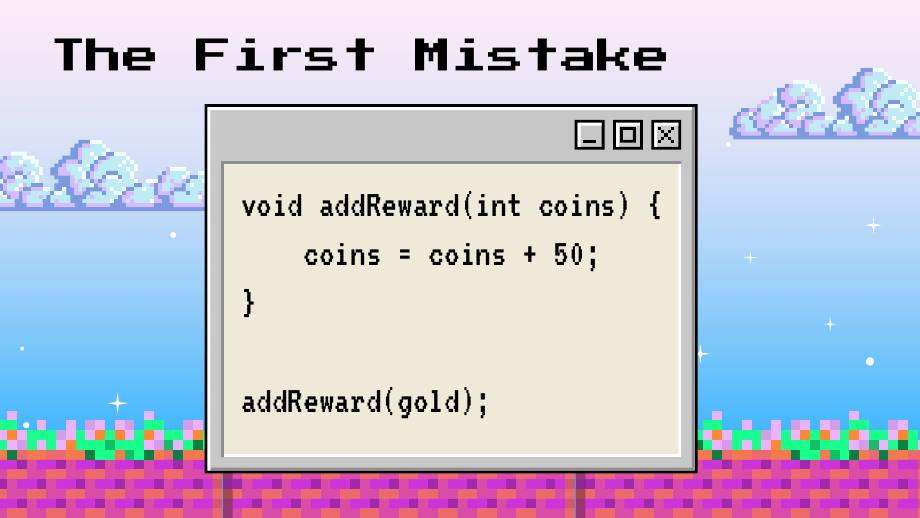 The First Mistake
void addReward(int coins) {
    coins = coins + 50;
}
addReward(gold);